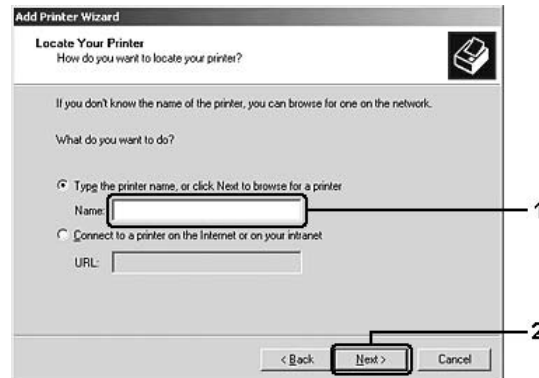 Add Printer Wizard
Locate Your Printer
How do you want to locate your printer?
If you don't know the name of the printer, you can browse for one on the network.
What do you want to do?
Type the printer name, or click Next to browse for a printer
Name:
1
Connect to a printer on the Internet or on your intranet
URL:
2
< Back
Next >
Cancel